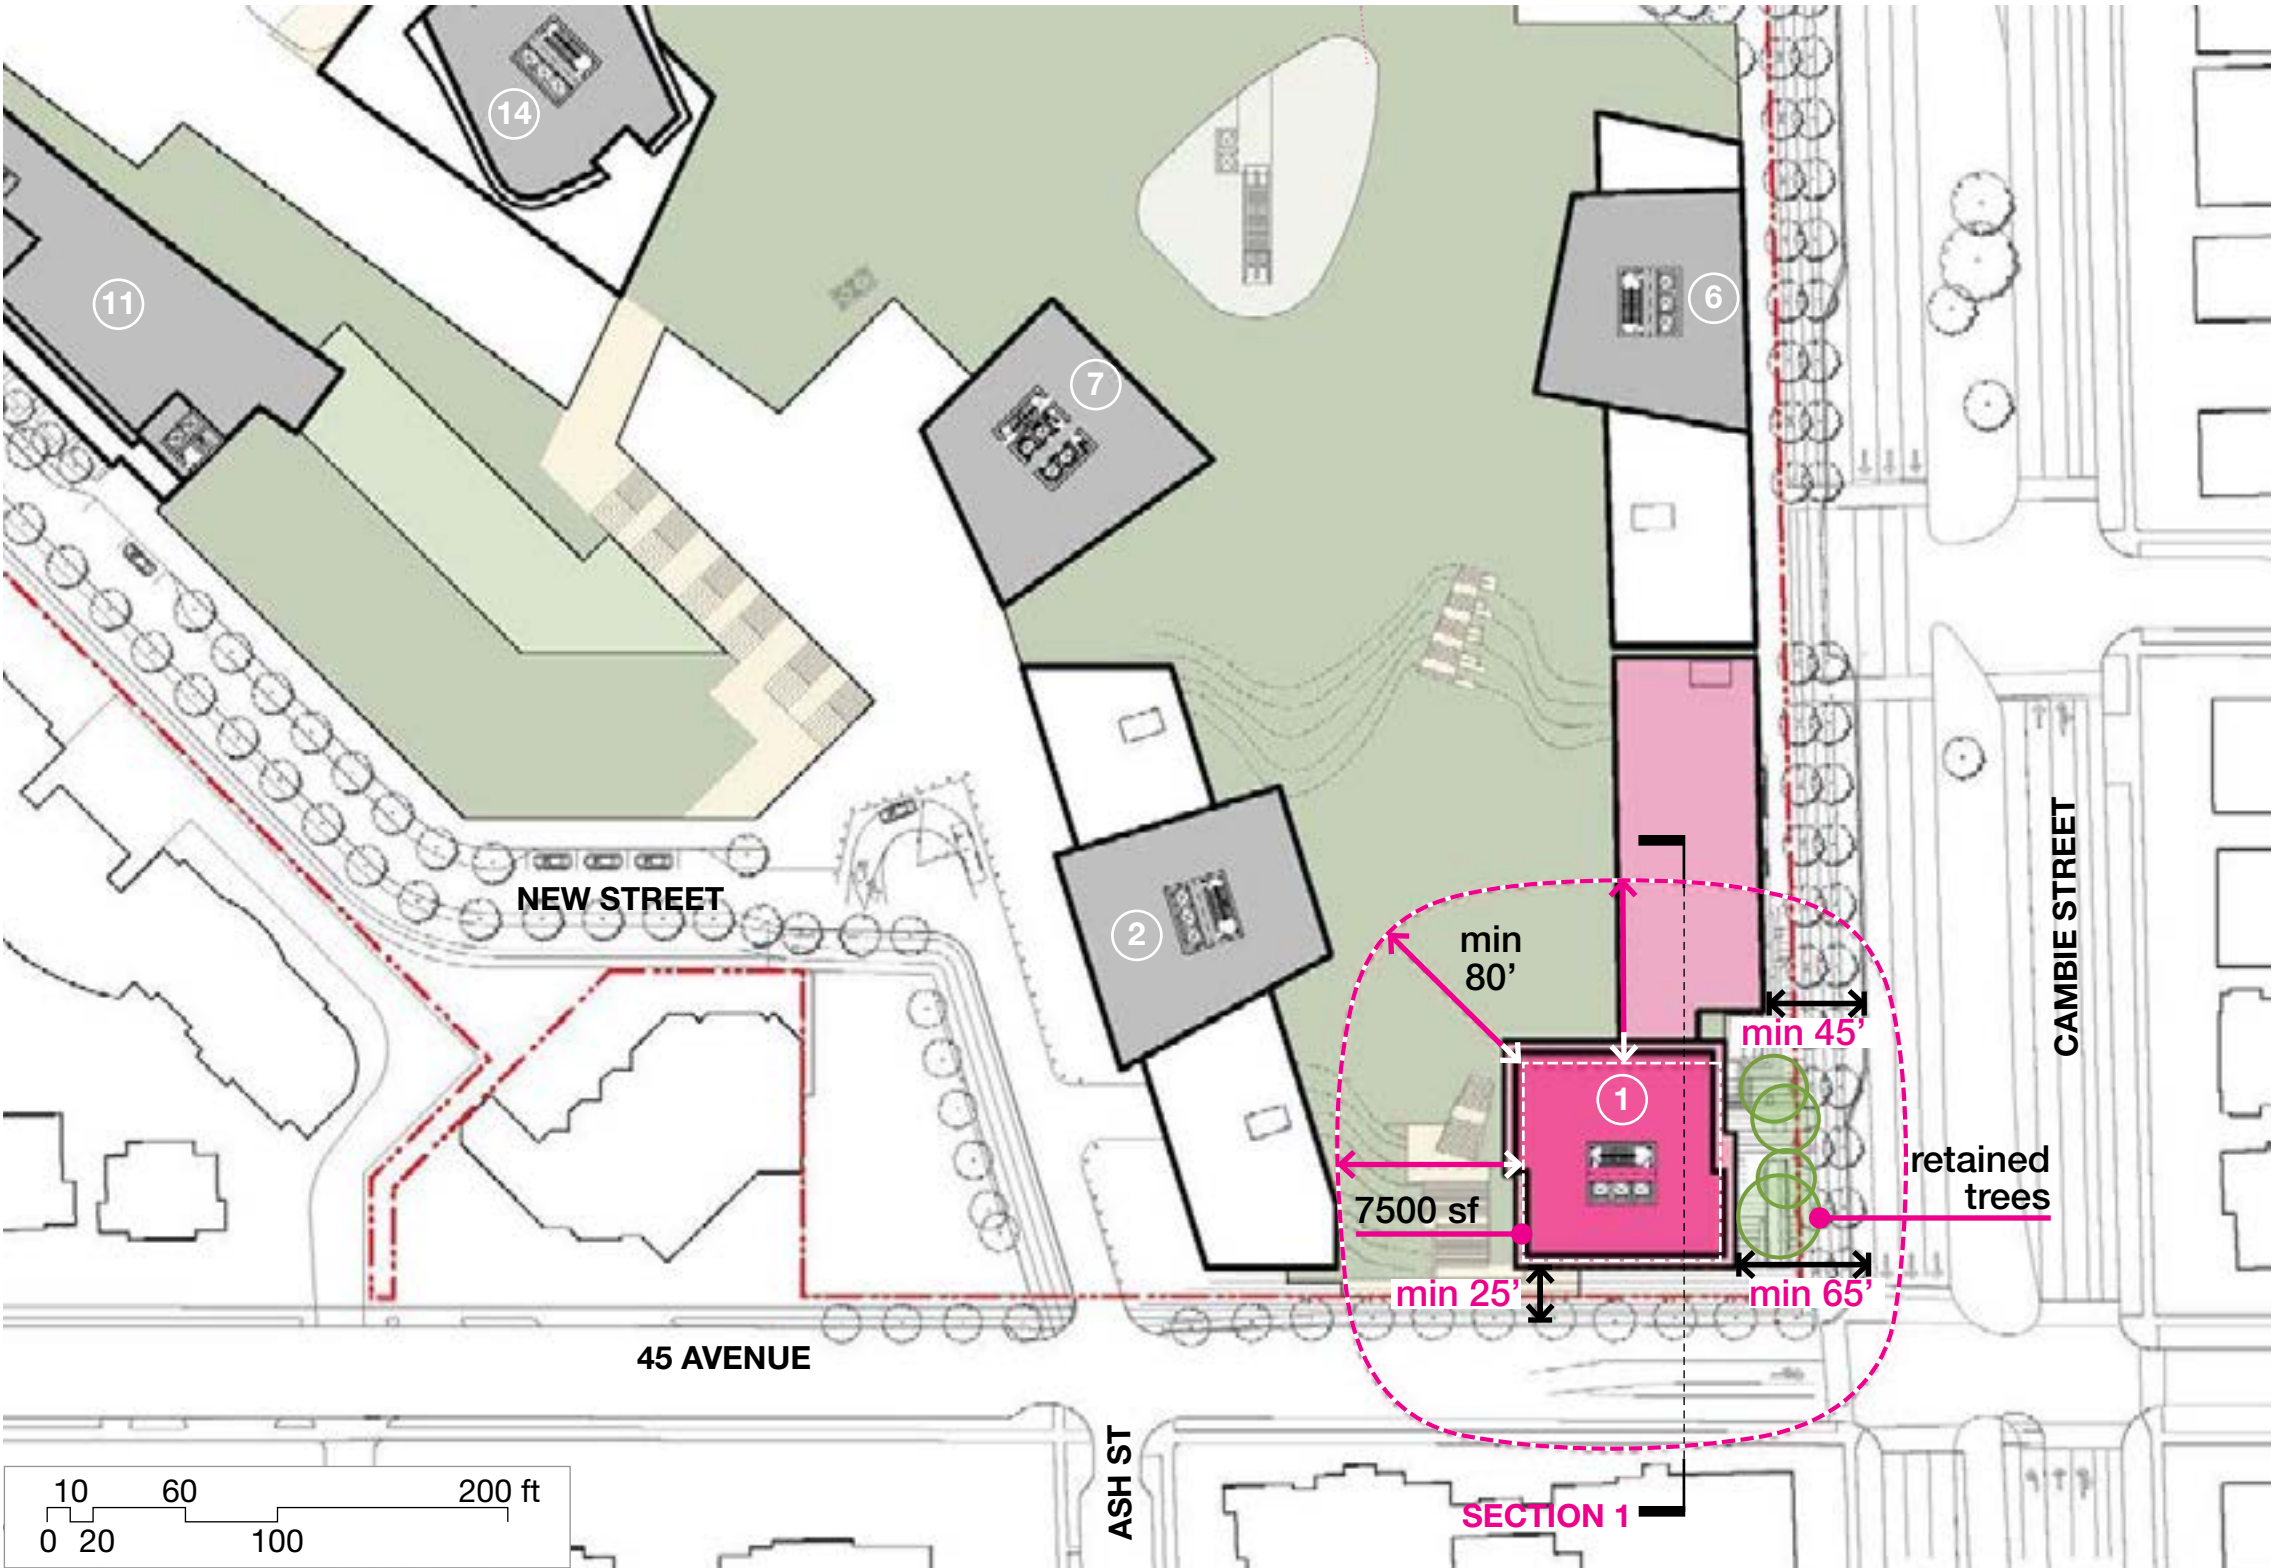 14
11
6
7
NEW STREET
2
min
80’
CAMBIE STREET
min 45’
1
retained
trees
7500 sf
min 25’
min 65’
45 AVENUE
ASH ST
SECTION 1
10 60 200 ft
0 20 100